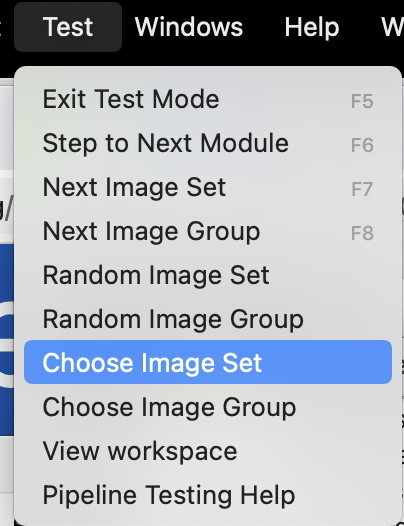 Test Windows Help W
Exit Test Mode F5
Step to Next Module F6
Next Image Set F7
Next Image Group F8
Random Image Set
Random Image Group
Choose Image Set
Choose Image Group
View workspace
Pipeline Testing Help